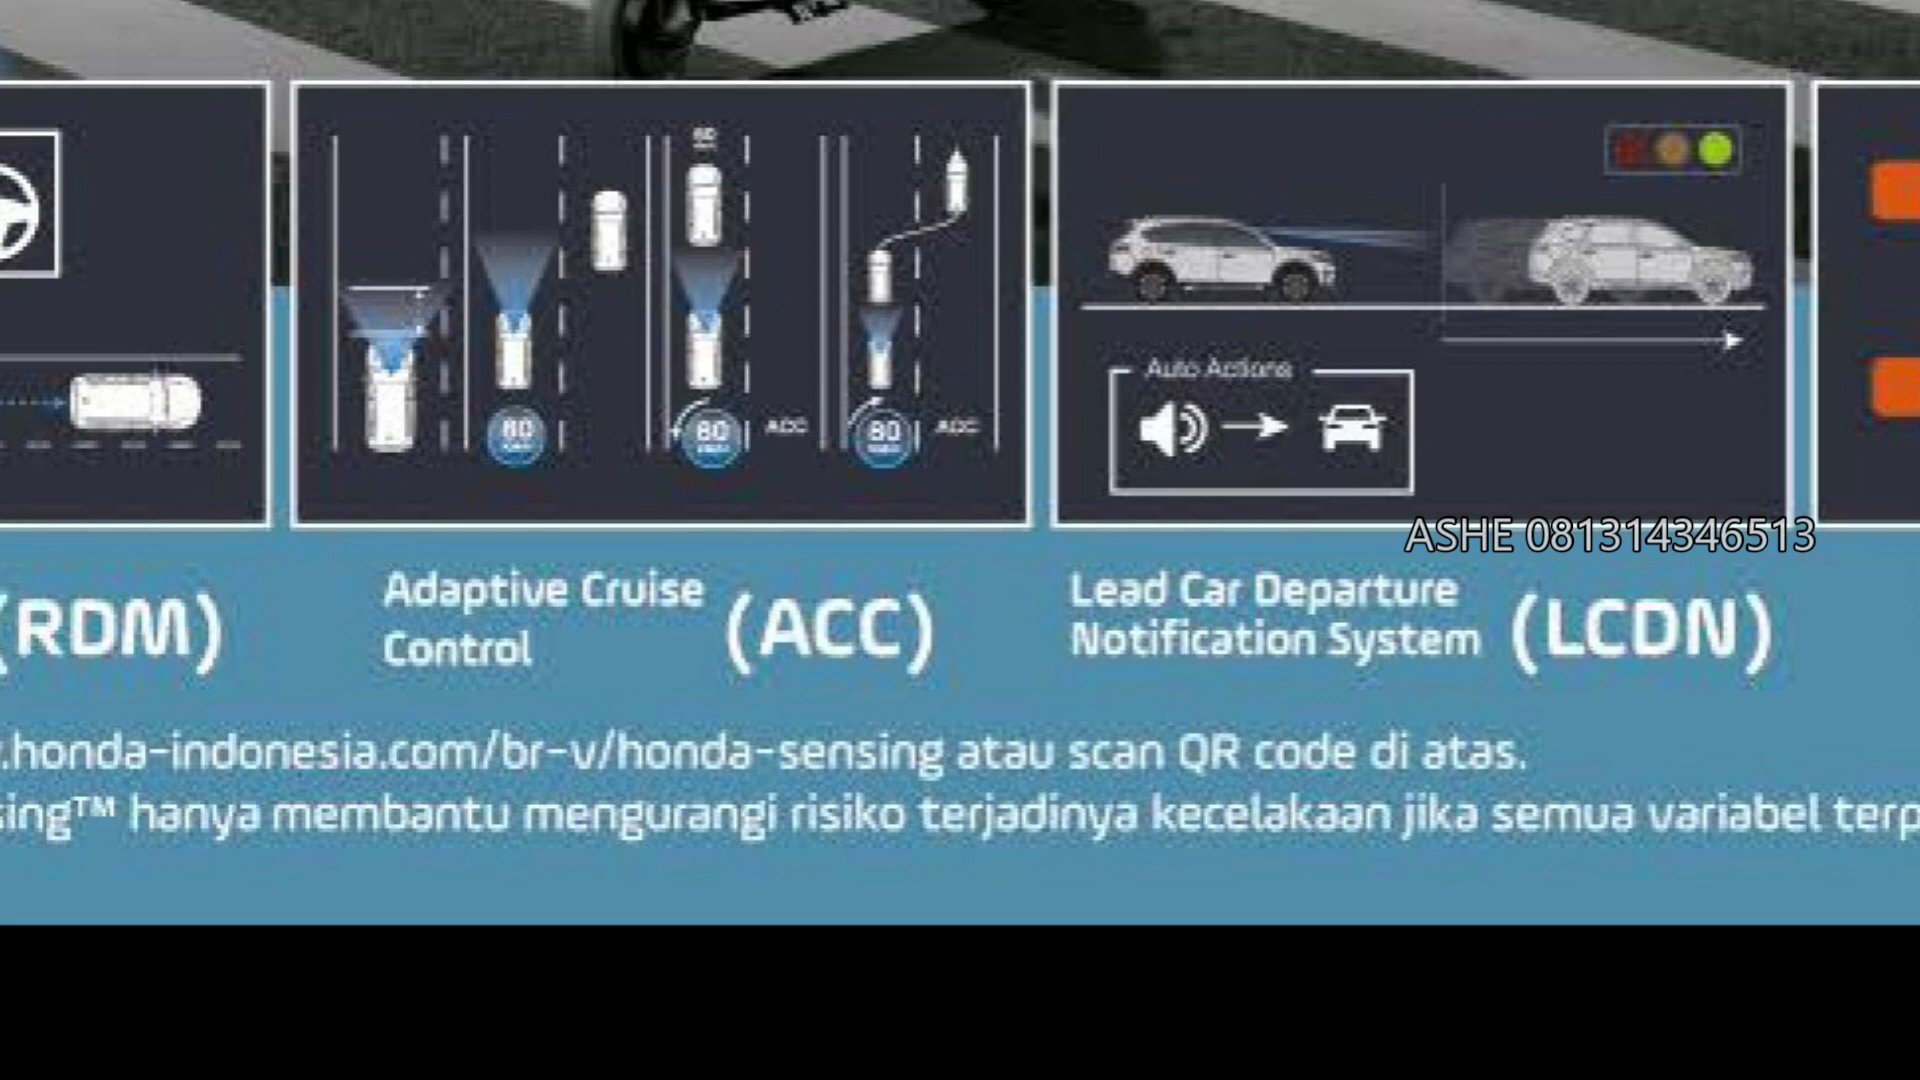 60
80
80
ACC
80
ACC
Auto Actions
ASHE 081314346513
(RDM)
Adaptive Cruise
Control
(ACC)
Lead Car Departure
Notification System
(LCDN)
.honda-indonesia.com/br-v/honda-sensing atau scan QR code di atas.
sing™ hanya membantu mengurangi risiko terjadinya kecelakaan jika semua variabel terp